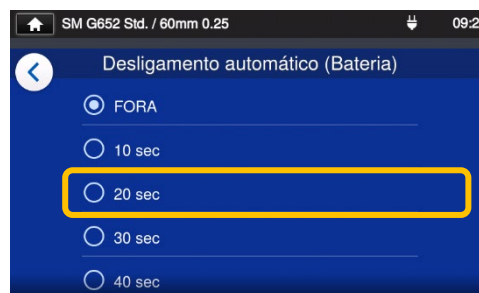 SM G652 Std. / 60mm 0.25 09:2
Desligamento automático (Bateria)
FORA
10 sec
20 sec
30 sec
40 sec